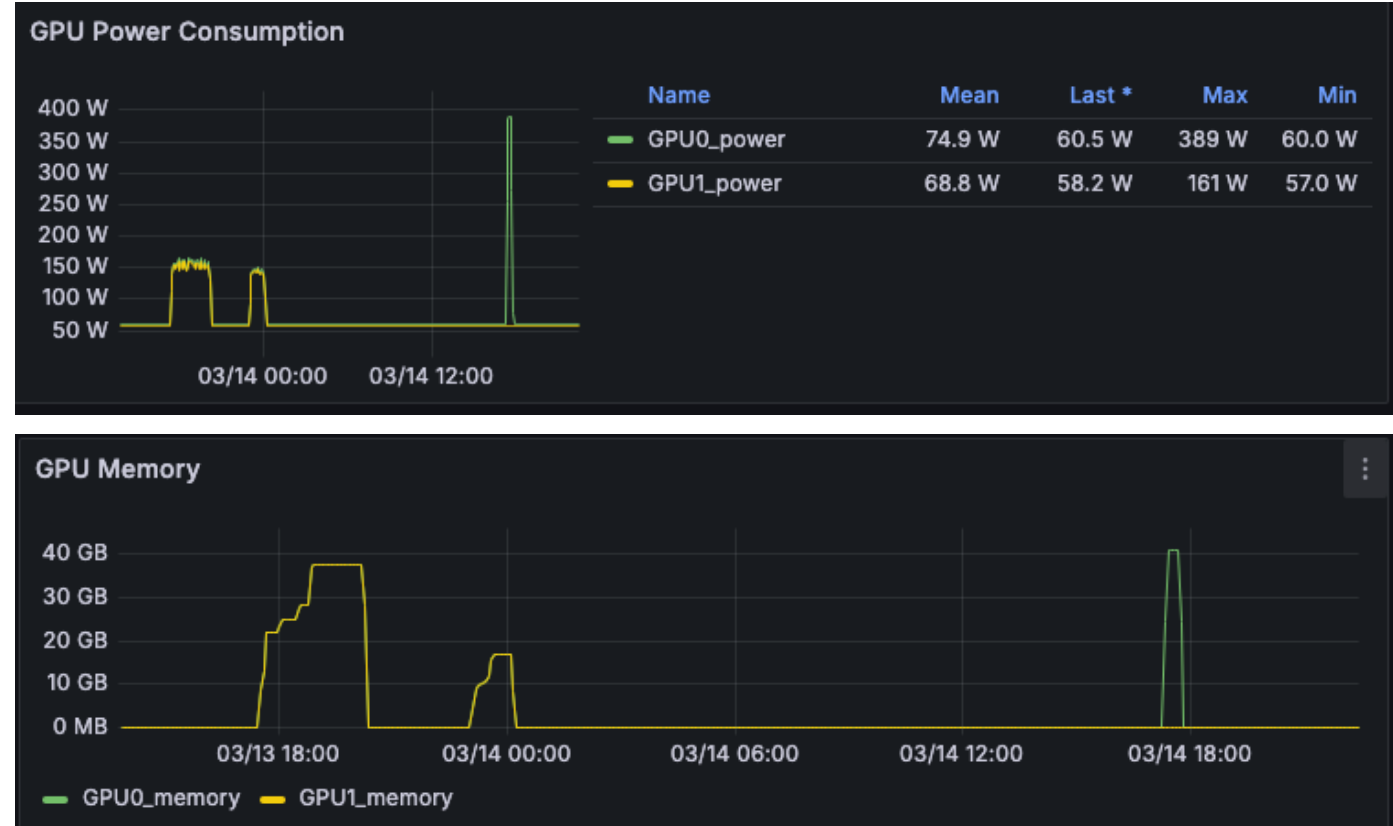 GPU Power Consumption
400 W
350 W
300 W
250 W
200 W
150 W
100 W
50 W
03/14 00:00 03/14 12:00
Name Mean Last * Max Min
GPU0_power 74.9 W 60.5 W 389 W 60.0 W
GPU1_power 68.8 W 58.2 W 161 W 57.0 W
GPU Memory
40 GB
30 GB
20 GB
10 GB
0 MB
03/13 18:00 03/14 00:00 03/14 06:00 03/14 12:00 03/14 18:00
GPU0_memory GPU1_memory